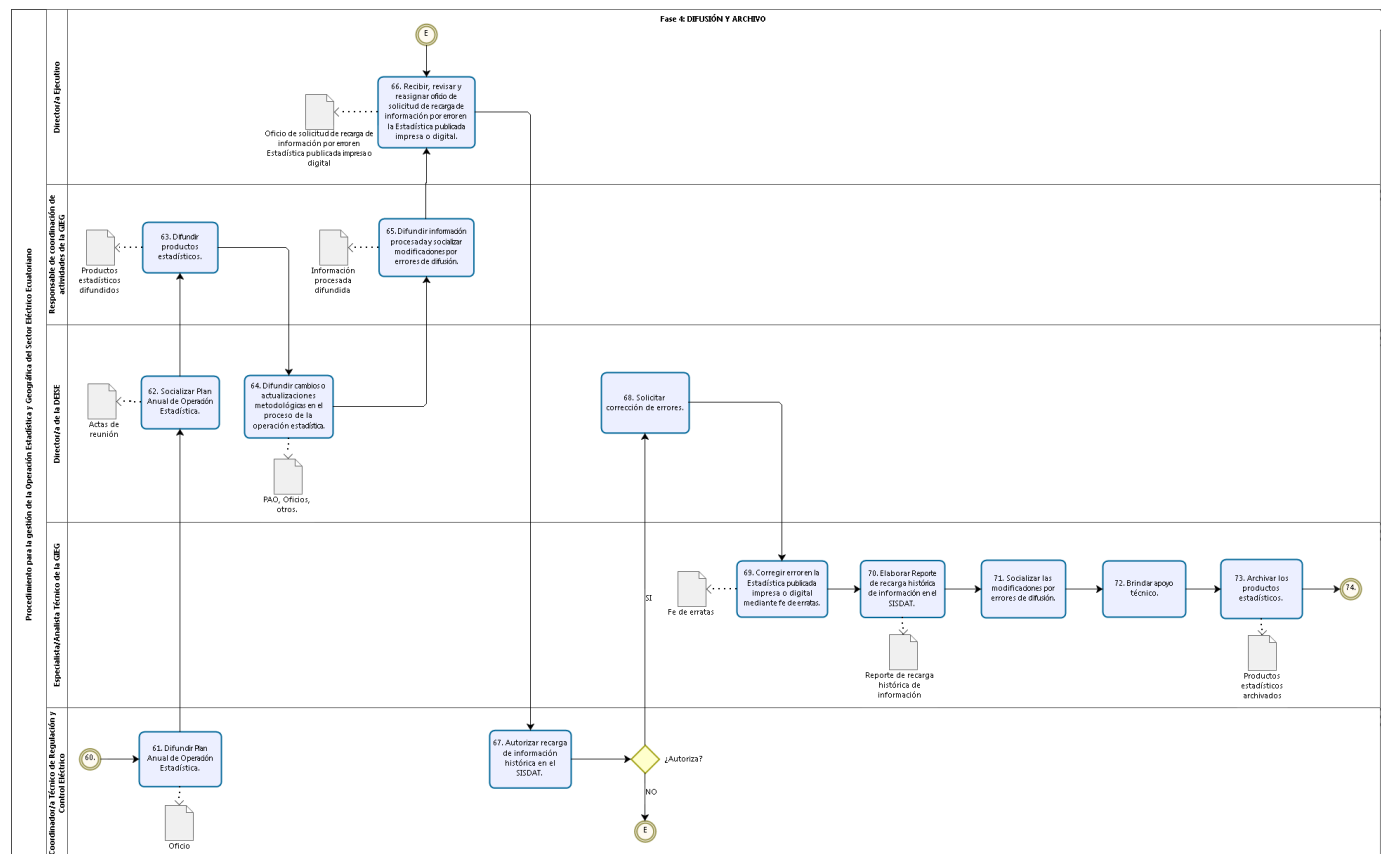 Fase 4: DIFUSIÓN Y ARCHIVO
Procedimiento para la gestión de la Operación Estadística y Geográfica del Sector Eléctrico Ecuatoriano
Director/a Ejecutivo
E
66. Recibir, revisar y
reasignar oficio de
solicitud de recarga de
información por error en
la Estadística publicada
impresa o digital.
Oficio de solicitud de recarga de
información por error en
Estadística publicada impresa o
digital
Responsable de coordinación de
actividades de la GIEG
63. Difundir
productos
estadísticos.
Productos
estadísticos
difundidos
65. Difundir información
procesada y socializar
modificaciones por
errores de difusión.
Información
procesada
difundida
Director/a de la DEISE
62. Socializar Plan
Anual de Operación
Estadística.
Actas de
reunión
64. Difundir cambios o
actualizaciones
metodológicas en el
proceso de la
operación estadística.
PAO, Oficios,
otros.
68. Solicitar
corrección de errores.
Especialista/Analista Técnico de la GIEG
SI
69. Corregir error en la
Estadística publicada
impresa o digital
mediante fe de erratas.
Fe de erratas
70. Elaborar Reporte
de recarga histórica
de información en el
SISDAT.
Reporte de recarga
histórica de
información
71. Socializar las
modificaciones por
errores de difusión.
72. Brindar apoyo
técnico.
73. Archivar los
productos
estadísticos.
Productos
estadísticos
archivados
74.
Coordinador/a Técnico de Regulación y
Control Eléctrico
60.
61. Difundir Plan
Anual de Operación
Estadística.
Oficio
67. Autorizar recarga
de información
histórica en el
SISDAT.
¿Autoriza?
NO
E